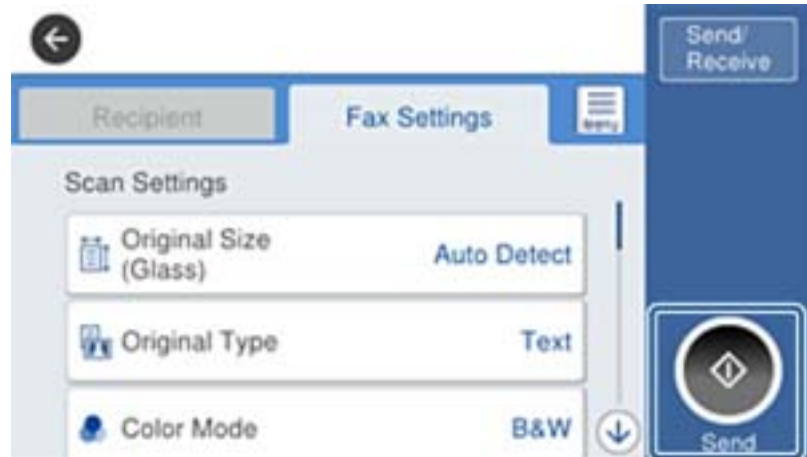 Send/
Receive
Recipient
Fax Settings
Menu
Scan Settings
Original Size
(Glass)
Auto Detect
Original Type
Text
Color Mode
B&W
Send